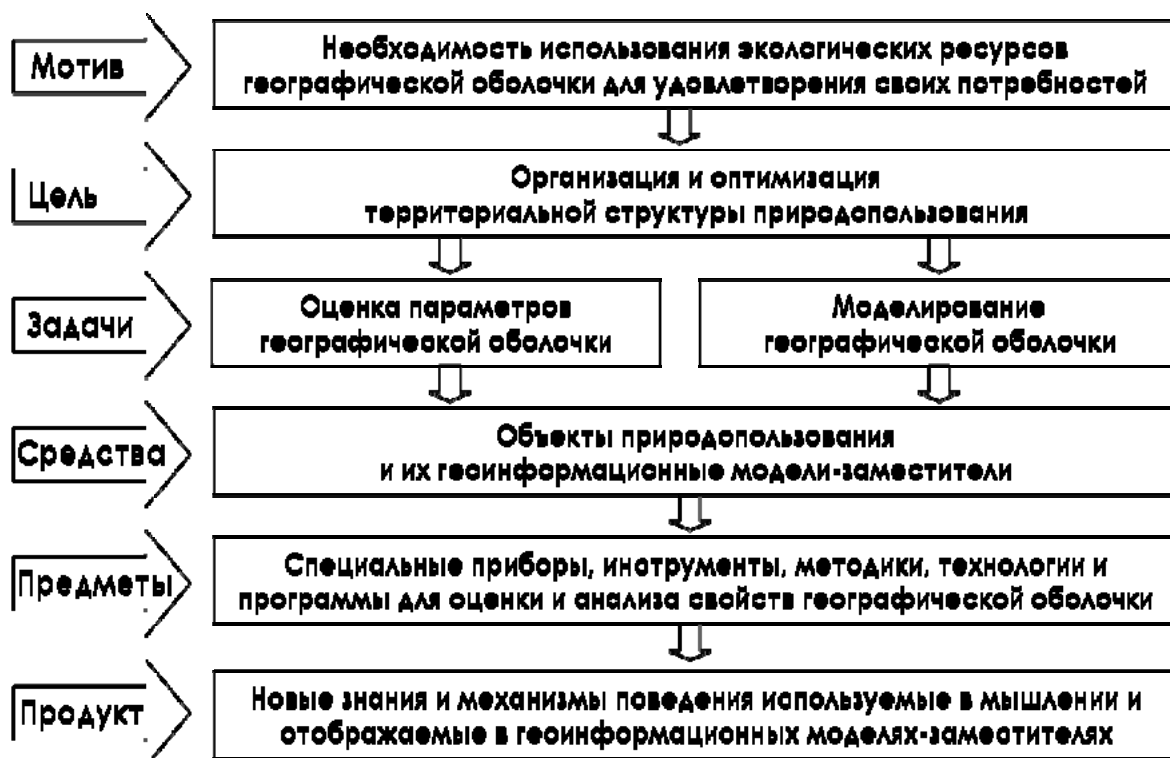 Мотив
Необходимость использования экологических ресурсов
географической оболочки для удовлетворения своих потребностей
Цель
Организация и оптимизация
территориальной структуры природопользования
Задачи
Оценка параметров
географической оболочки
Моделирование
географической оболочки
Средства
Объекты природопользования
и их геоинформационные модели-заместители
Предметы
Специальные приборы, инструменты, методики, технологии и
программы для оценки и анализа свойств географической оболочки
Продукт
Новые знания и механизмы поведения используемые в мышлении и
отображаемые в геоинформационных моделях-заместителях